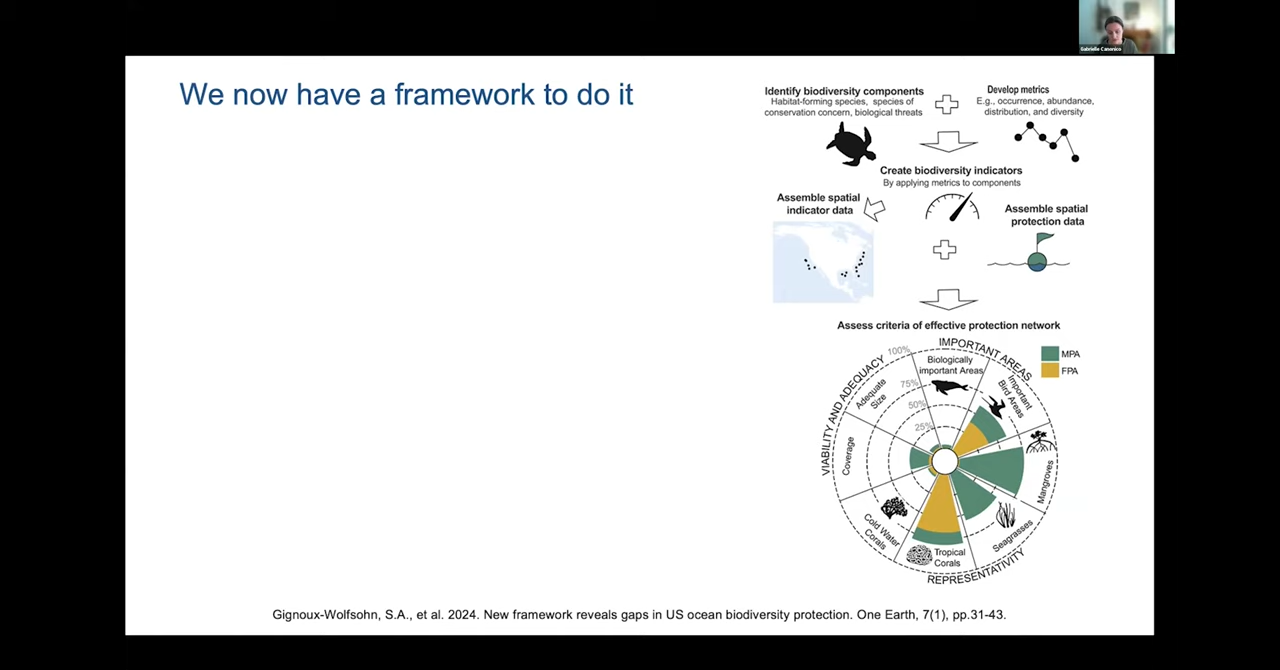 Gabrielle Canonico
We now have a framework to do it
Identify biodiversity components
Habitat-forming species, species of
conservation concern, biological threats
Develop metrics
E.g., occurrence, abundance,
distribution, and diversity
Create biodiversity indicators
By applying metrics to components
Assemble spatial
indicator data
Assemble spatial
protection data
Assess criteria of effective protection network
MPA
FPA
IMPORTANT AREAS
Biologically
important Areas
Important
Bird Areas
Mangroves
Seagrasses
Tropical
Corals
REPRESENTATIVITY
Cold Water
Corals
Coverage
Adequate
Size
VIABILITY AND ADEQUACY
100%
75%
50%
25%
Gignoux-Wolfsohn, S.A., et al. 2024. New framework reveals gaps in US ocean biodiversity protection. One Earth, 7(1), pp.31-43.